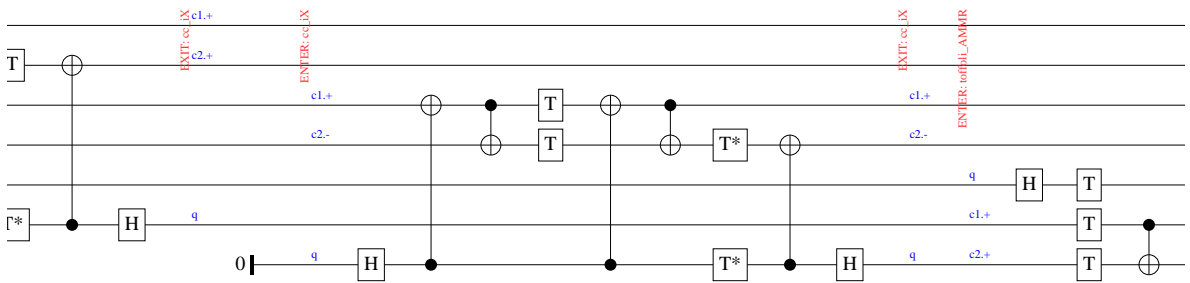 EXIT: cc_iX c1.+
T c2.+ ENTER: cc_iX EXIT: cc_iX ENTER: toffoli_AMMR
c1.+ T c1.+
c2.- T T* c2.-
q H T
T* H q c1.+ T
0 q H T* H q c2.+ T